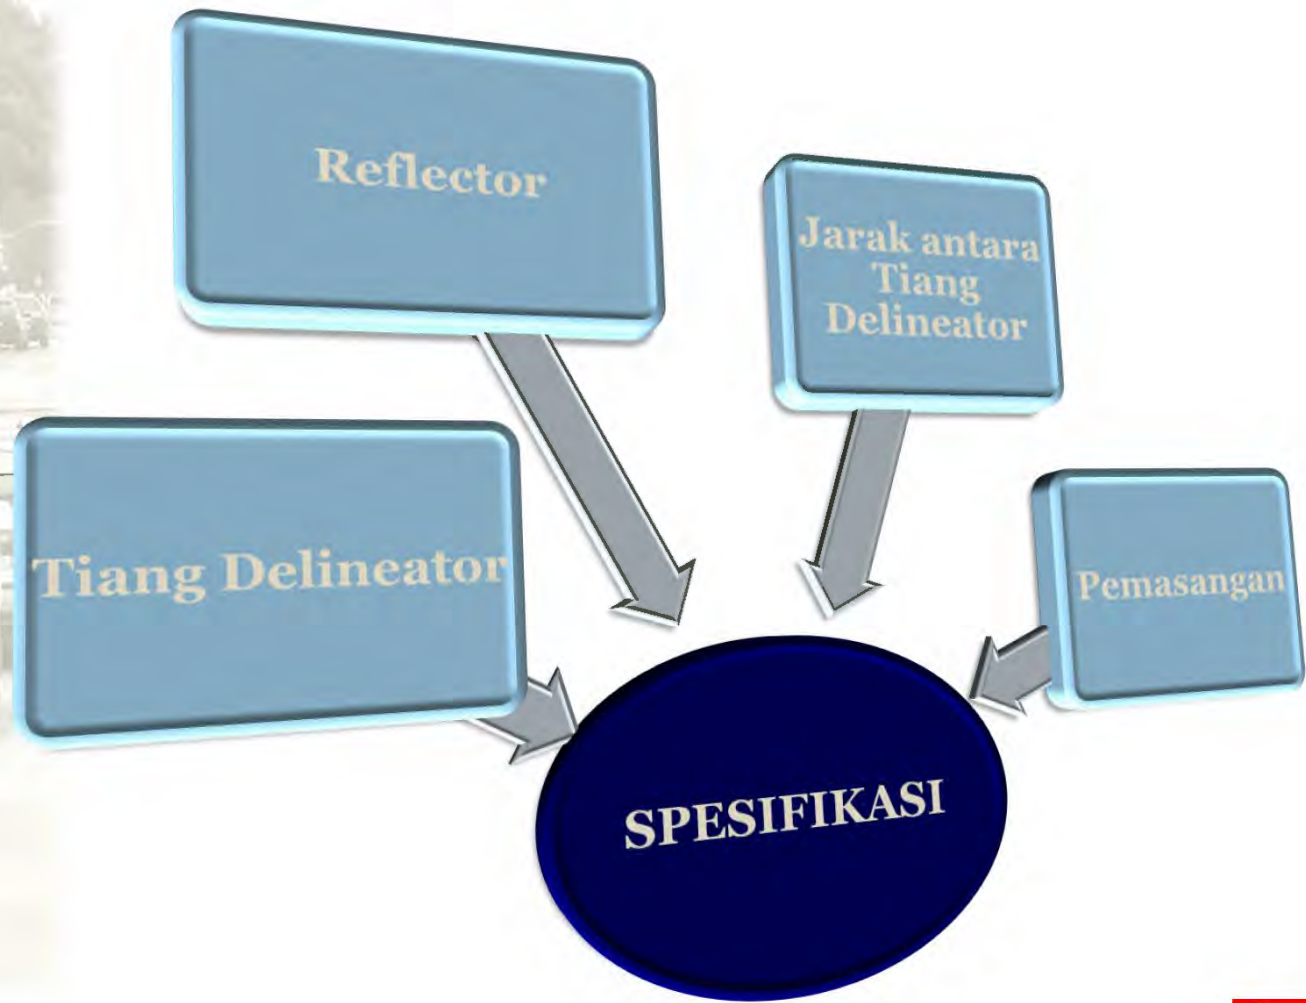 Reflector
Jarak antara
Tiang
Delineator
Tiang Delineator
Pemasangan
SPESIFIKASI